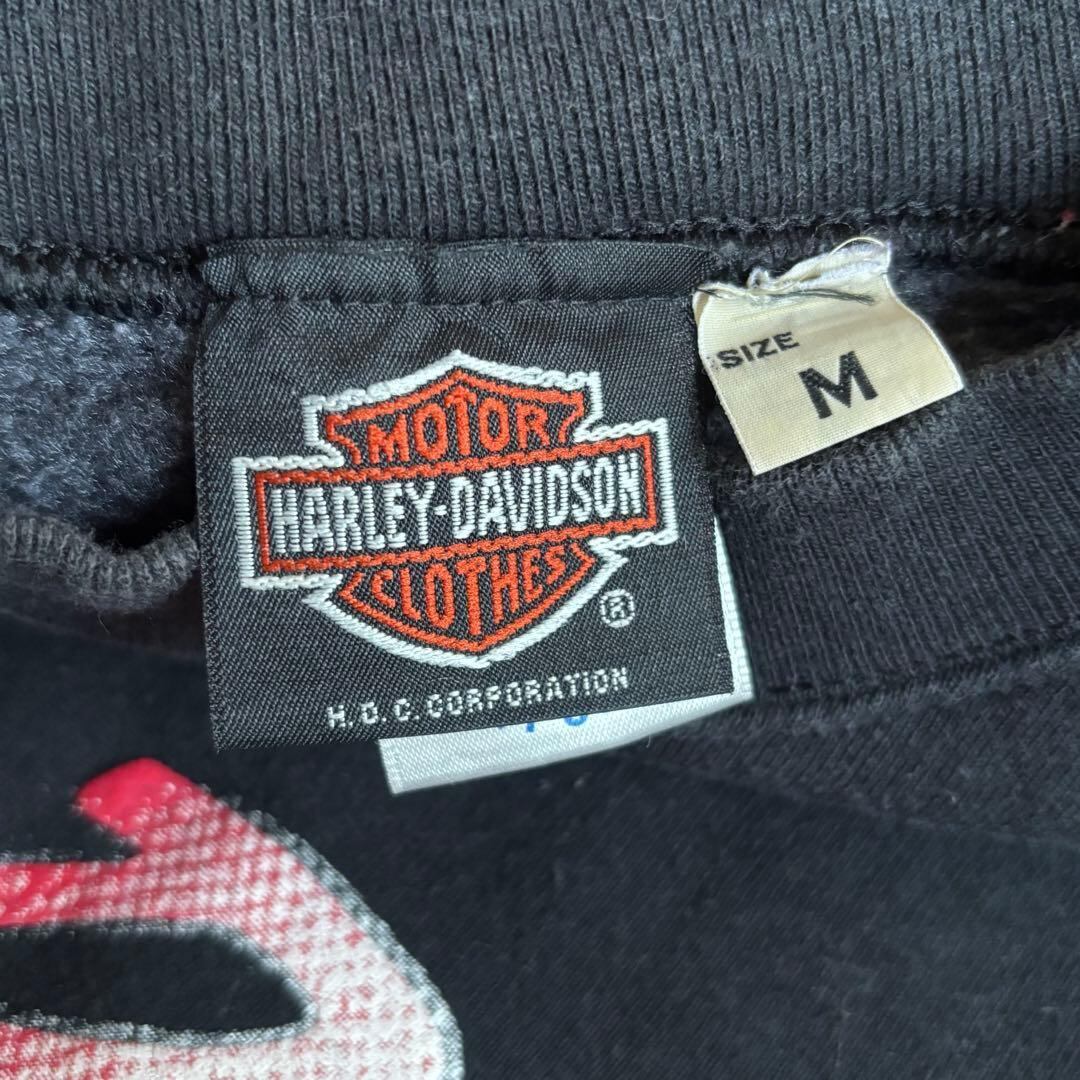 MOTOR
HARLEY-DAVIDSON
CLOTHES
®
H.D.C. CORPORATION
SIZE
M